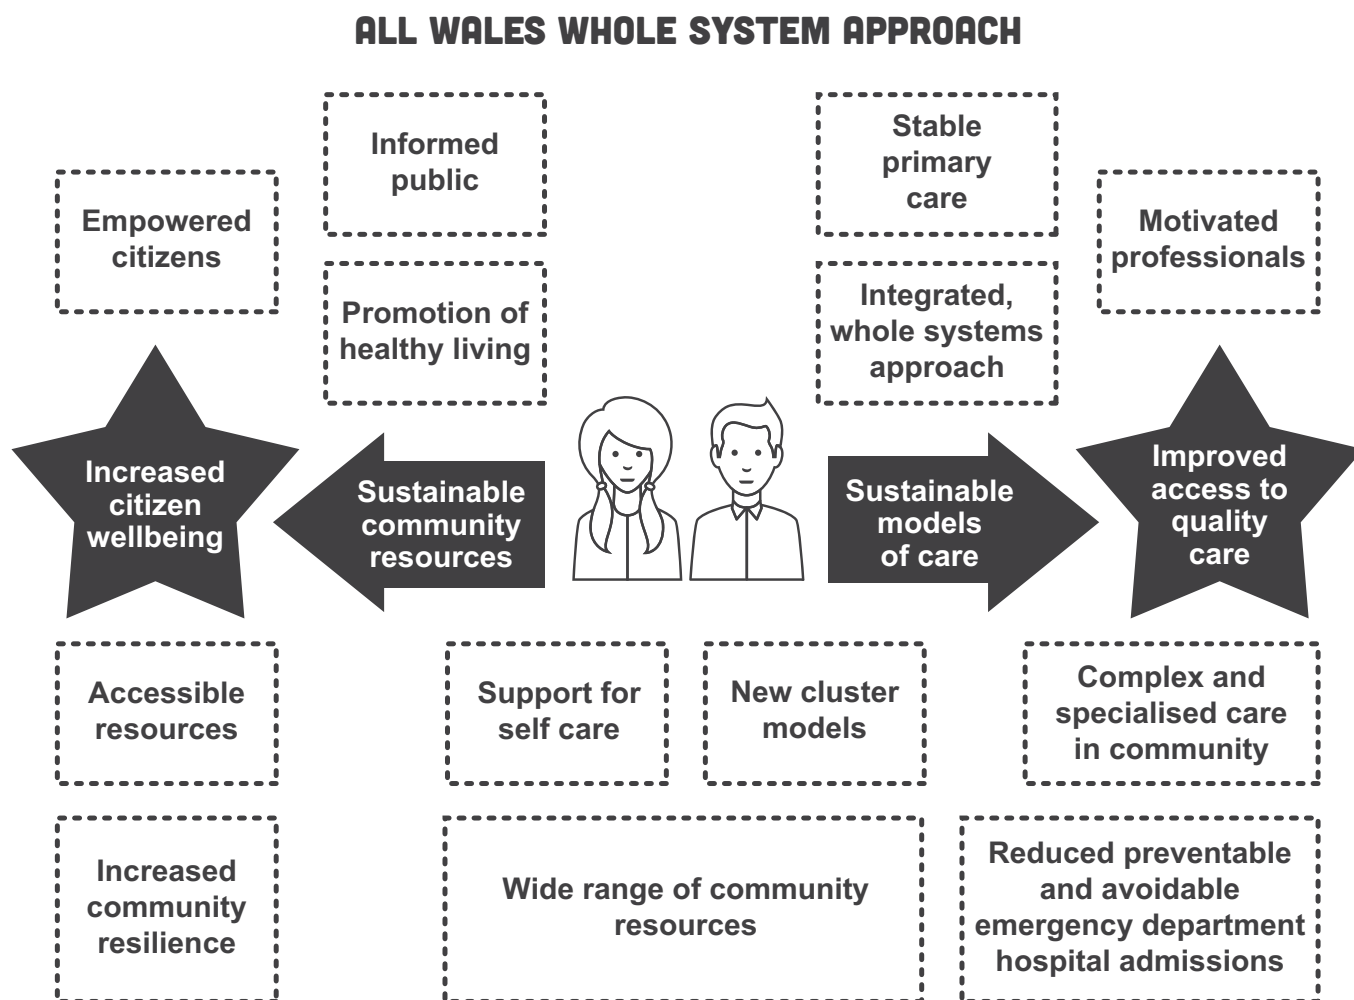 ALL WALES WHOLE SYSTEM APPROACH
Informed
public
Stable
primary
care
Empowered
citizens
Motivated
professionals
Promotion of
healthy living
Integrated,
whole systems
approach
Increased
citizen
wellbeing
Sustainable
community
resources
Sustainable
models
of care
Improved
access to
quality
care
Accessible
resources
Support for
self care
New cluster
models
Complex and
specialised care
in community
Increased
community
resilience
Wide range of community
resources
Reduced preventable
and avoidable
emergency department
hospital admissions